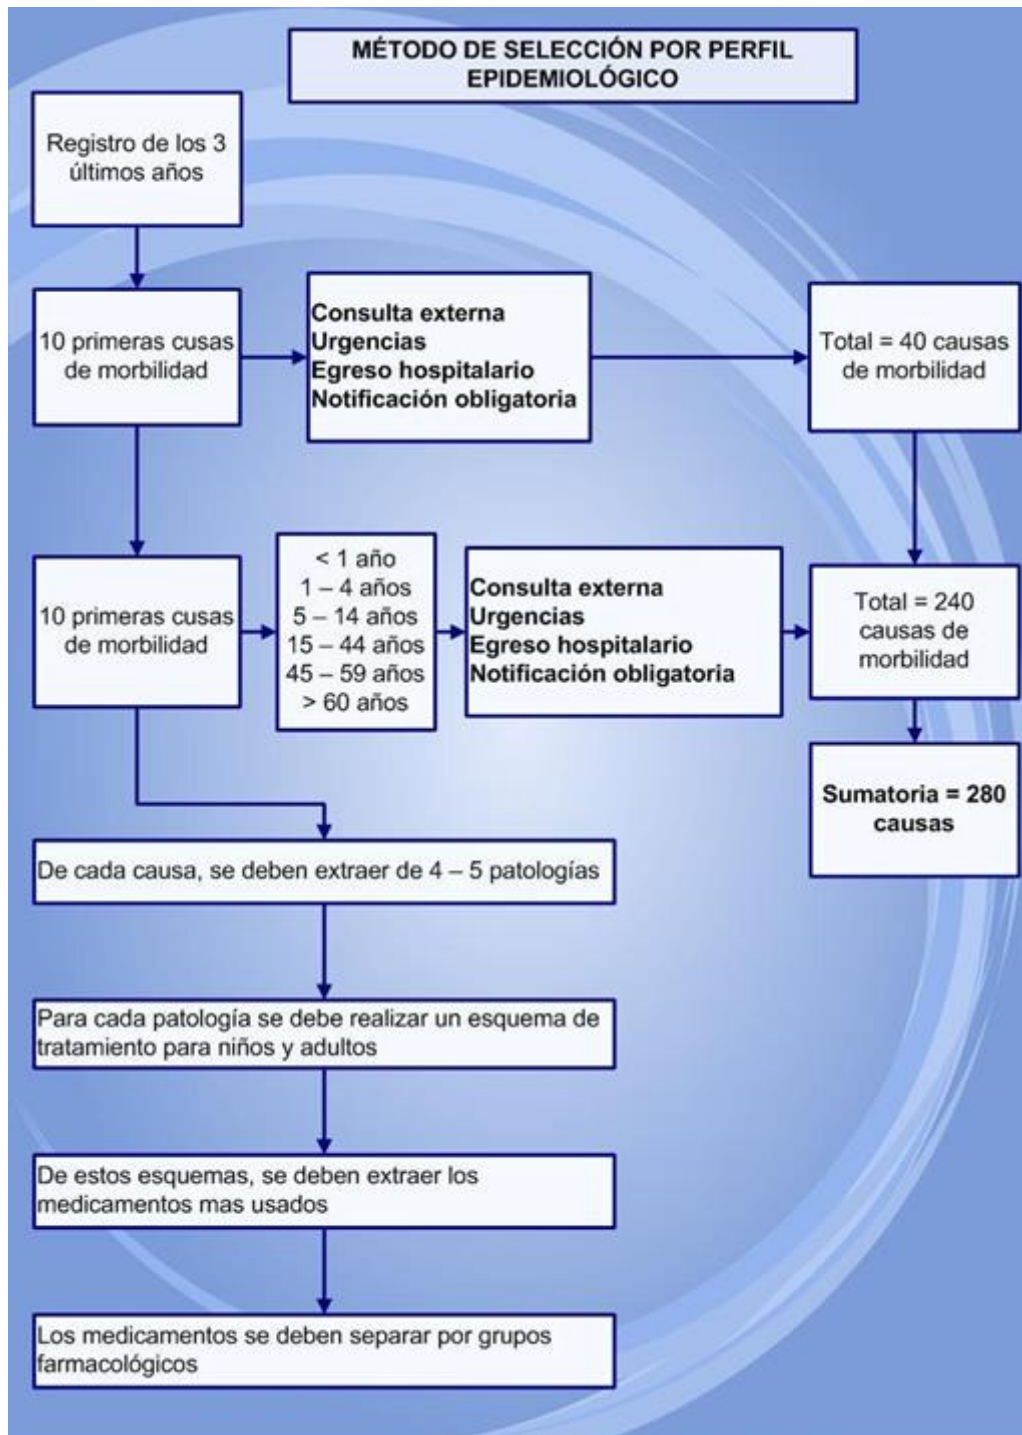 MÉTODO DE SELECCIÓN POR PERFIL
EPIDEMIOLÓGICO
Registro de los 3
últimos años
10 primeras cusas
de morbilidad
Consulta externa
Urgencias
Egreso hospitalario
Notificación obligatoria
Total = 40 causas
de morbilidad
10 primeras cusas
de morbilidad
< 1 año
1 – 4 años
5 – 14 años
15 – 44 años
45 – 59 años
> 60 años
Consulta externa
Urgencias
Egreso hospitalario
Notificación obligatoria
Total = 240
causas de
morbilidad
Sumatoria = 280
causas
De cada causa, se deben extraer de 4 – 5 patologías
Para cada patología se debe realizar un esquema de
tratamiento para niños y adultos
De estos esquemas, se deben extraer los
medicamentos mas usados
Los medicamentos se deben separar por grupos
farmacológicos